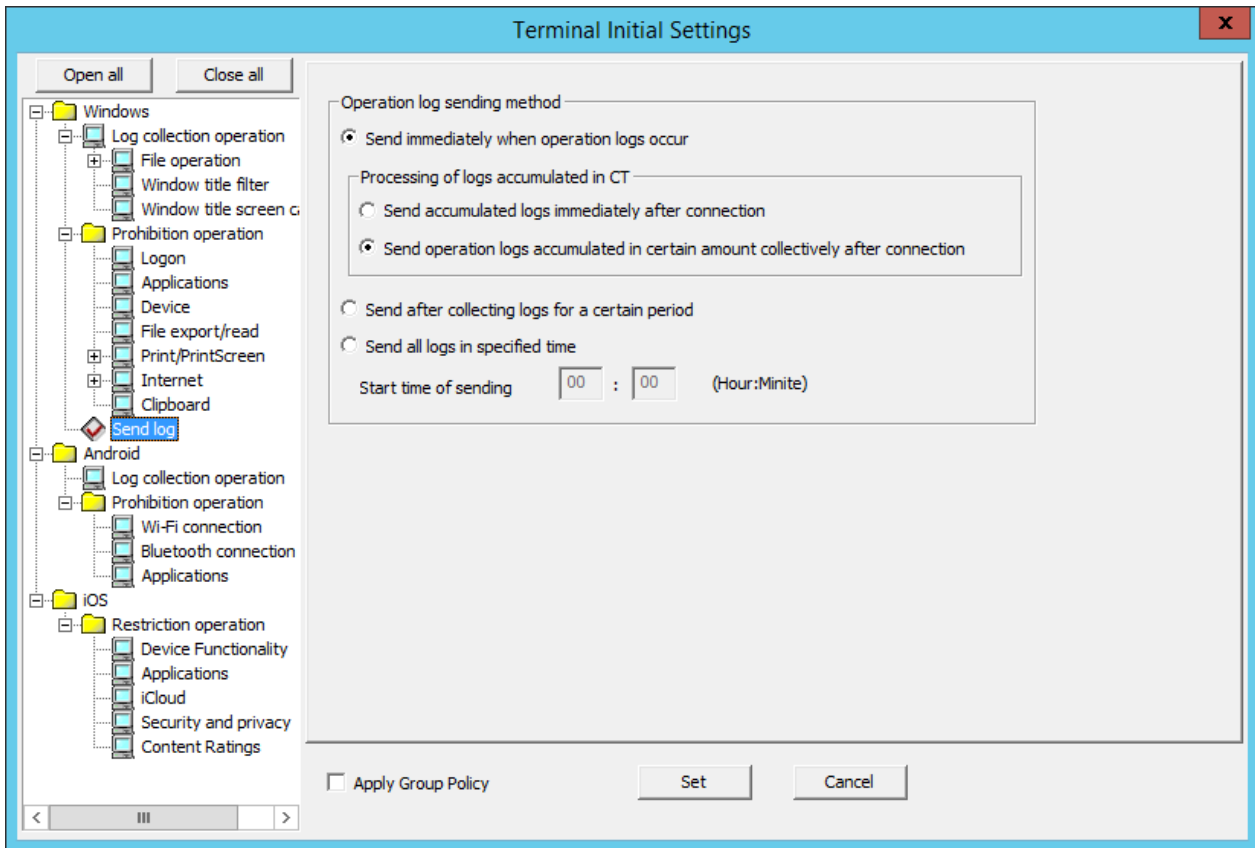 Terminal Initial Settings
x
Open all
Close all
Windows
Log collection operation
File operation
Window title filter
Window title screen ca
Prohibition operation
Logon
Applications
Device
File export/read
Print/PrintScreen
Internet
Clipboard
Send log
Android
Log collection operation
Prohibition operation
Wi-Fi connection
Bluetooth connection
Applications
iOS
Restriction operation
Device Functionality
Applications
iCloud
Security and privacy
Content Ratings
Operation log sending method
Send immediately when operation logs occur
Processing of logs accumulated in CT
Send accumulated logs immediately after connection
Send operation logs accumulated in certain amount collectively after connection
Send after collecting logs for a certain period
Send all logs in specified time
Start time of sending 00 : 00 (Hour:Minite)
Apply Group Policy
Set
Cancel